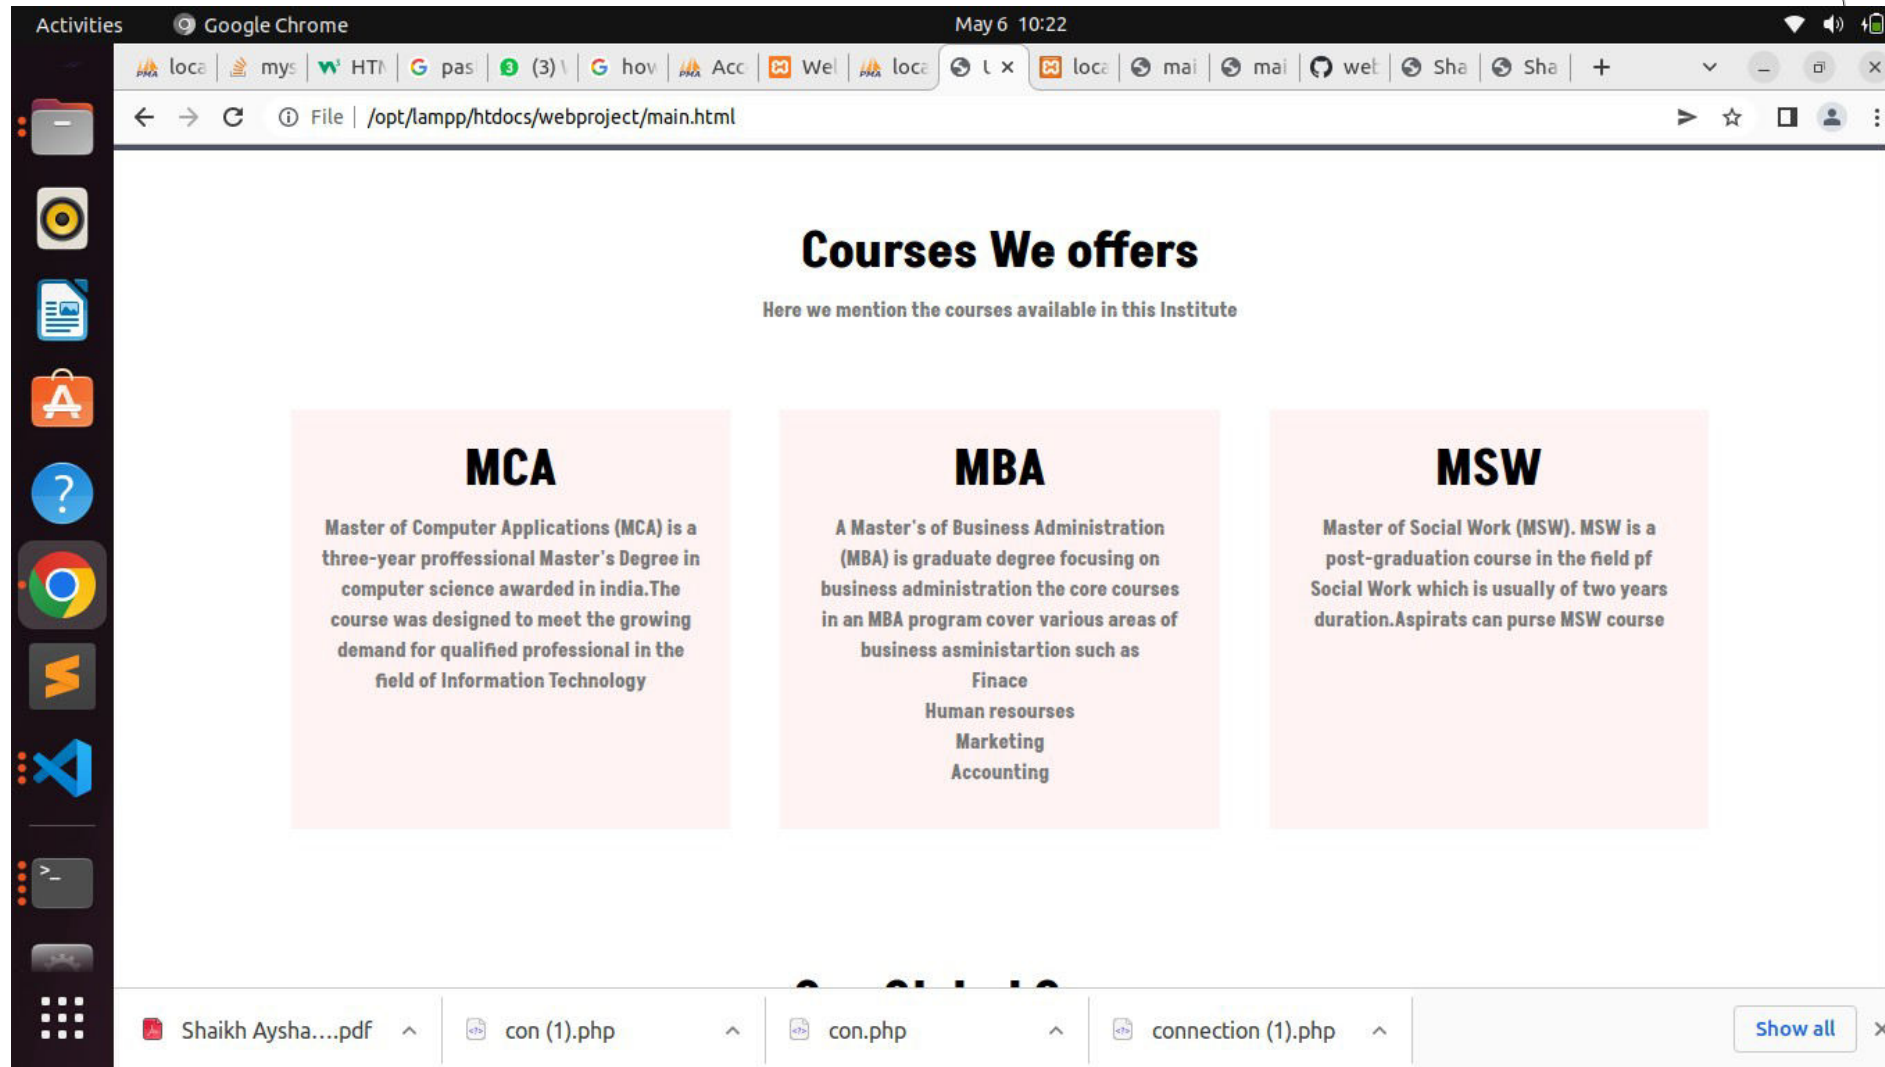 Activities Google Chrome May 6 10:22
loca mys HTM pas (3) hov Acc Wel loca loca mai mai wet Sha Sha
File /opt/lampp/htdocs/webproject/main.html
Courses We offers
Here we mention the courses available in this Institute
MCA
Master of Computer Applications (MCA) is a
three-year proffessional Master's Degree in
computer science awarded in india.The
course was designed to meet the growing
demand for qualified professional in the
field of Information Technology
MBA
A Master's of Business Administration
(MBA) is graduate degree focusing on
business administration the core courses
in an MBA program cover various areas of
business asministartion such as
Finace
Human resourses
Marketing
Accounting
MSW
Master of Social Work (MSW). MSW is a
post-graduation course in the field pf
Social Work which is usually of two years
duration.Aspirats can purse MSW course
Shaikh Aysha....pdf con (1).php con.php connection (1).php Show all